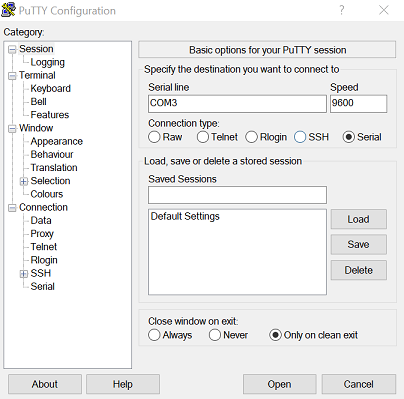 PuTTY Configuration
?
Category:
Session
Logging
Terminal
Keyboard
Bell
Features
Window
Appearance
Behaviour
Translation
Selection
Colours
Connection
Data
Proxy
Telnet
Rlogin
SSH
Serial
Basic options for your PuTTY session
Specify the destination you want to connect to
Serial line Speed
COM3 9600
Connection type:
Raw Telnet Rlogin SSH Serial
Load, save or delete a stored session
Saved Sessions
Default Settings
Load
Save
Delete
Close window on exit:
Always Never Only on clean exit
About Help Open Cancel